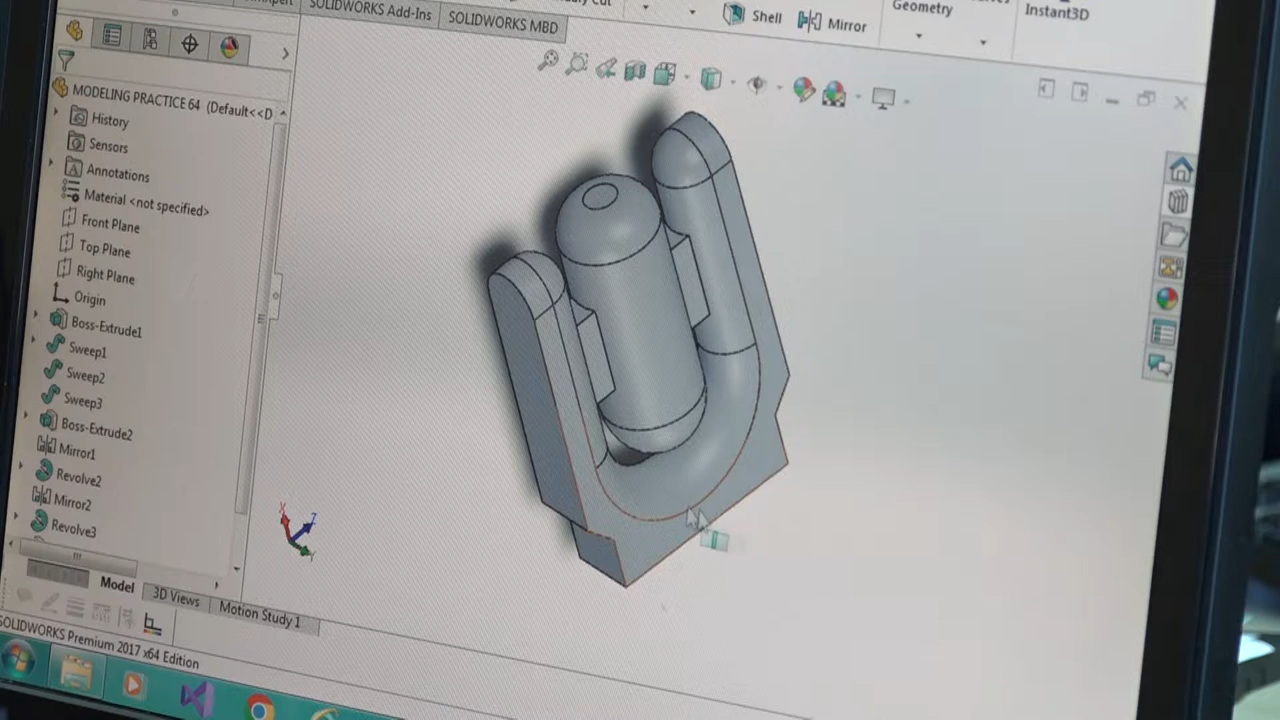 SOLIDWORKS Add-Ins
SOLIDWORKS MBD
Shell
Mirror
Geometry
Instant3D
MODELING PRACTICE 64 (Default<<D
History
Sensors
Annotations
Material <not specified>
Front Plane
Top Plane
Right Plane
Origin
Boss-Extrude1
Sweep1
Sweep2
Sweep3
Boss-Extrude2
Mirror1
Revolve2
Mirror2
Revolve3
X
Z
Y
Model
3D Views
Motion Study 1
SOLIDWORKS Premium 2017 x64 Edition